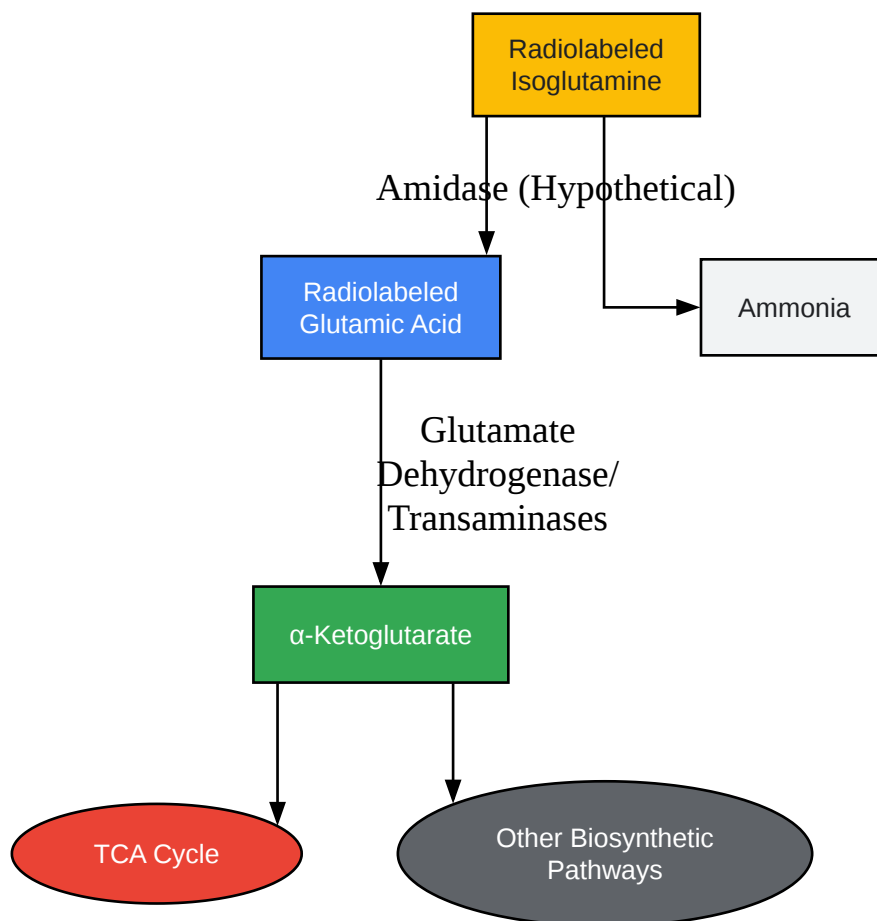 Radiolabeled
Isoglutamine
Amidase (Hypothetical)
Radiolabeled
Glutamic Acid
Ammonia
Glutamate
Dehydrogenase/
Transaminases
α-Ketoglutarate
TCA Cycle
Other Biosynthetic
Pathways